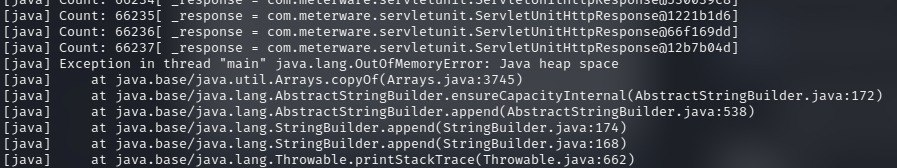 [java] Count: 66234[ _response = com.meterware.servletunit.ServletUnitHttpResponse@530059c8]
[java] Count: 66235[ _response = com.meterware.servletunit.ServletUnitHttpResponse@1221b1d6]
[java] Count: 66236[ _response = com.meterware.servletunit.ServletUnitHttpResponse@66f169dd]
[java] Count: 66237[ _response = com.meterware.servletunit.ServletUnitHttpResponse@12b7b04d]
[java] Exception in thread "main" java.lang.OutOfMemoryError: Java heap space
[java]     at java.base/java.util.Arrays.copyOf(Arrays.java:3745)
[java]     at java.base/java.lang.AbstractStringBuilder.ensureCapacityInternal(AbstractStringBuilder.java:172)
[java]     at java.base/java.lang.AbstractStringBuilder.append(AbstractStringBuilder.java:538)
[java]     at java.base/java.lang.StringBuilder.append(StringBuilder.java:174)
[java]     at java.base/java.lang.StringBuilder.append(StringBuilder.java:168)
[java]     at java.base/java.lang.Throwable.printStackTrace(Throwable.java:662)